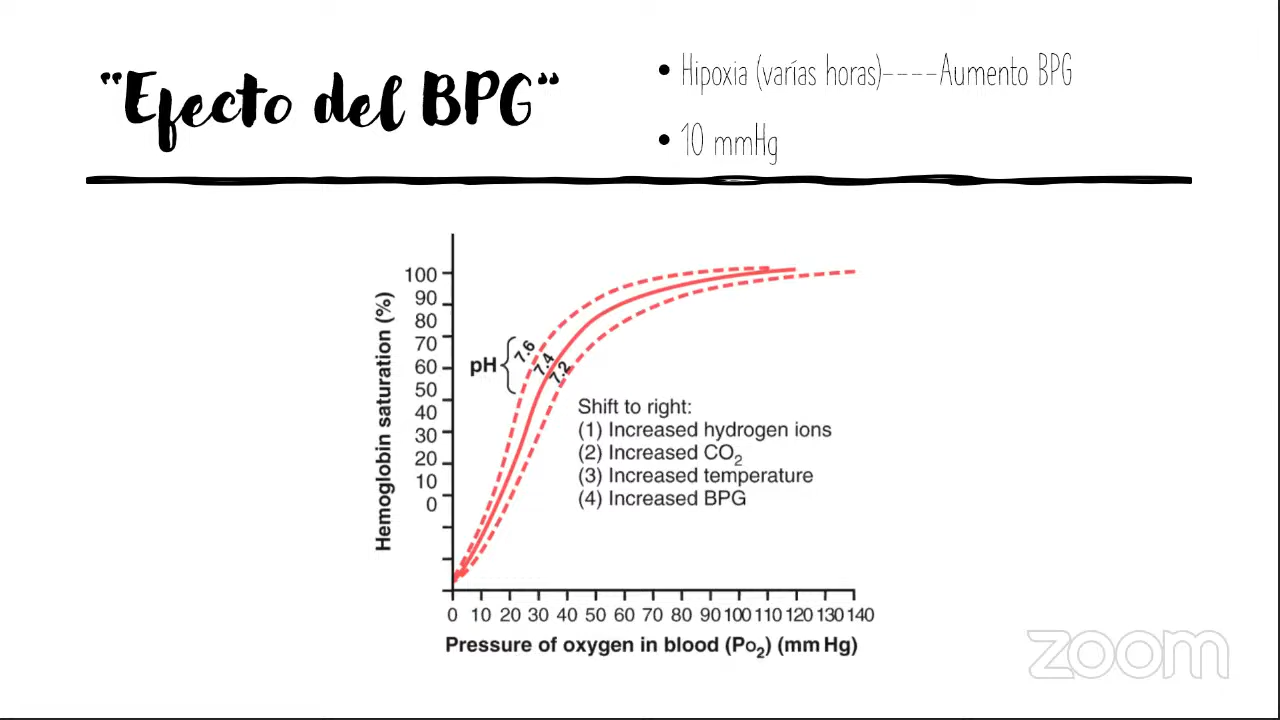 "Efecto del BPG"
• Hipoxia (varías horas)----Aumento BPG
• 10 mmHg
100
90
80
70
60
50
40
30
20
10
0
Hemoglobin saturation (%)
pH
7.6
7.4
7.2
Shift to right:
(1) Increased hydrogen ions
(2) Increased CO₂
(3) Increased temperature
(4) Increased BPG
0 10 20 30 40 50 60 70 80 90 100 110 120 130 140
Pressure of oxygen in blood (Po₂) (mm Hg)
zoom